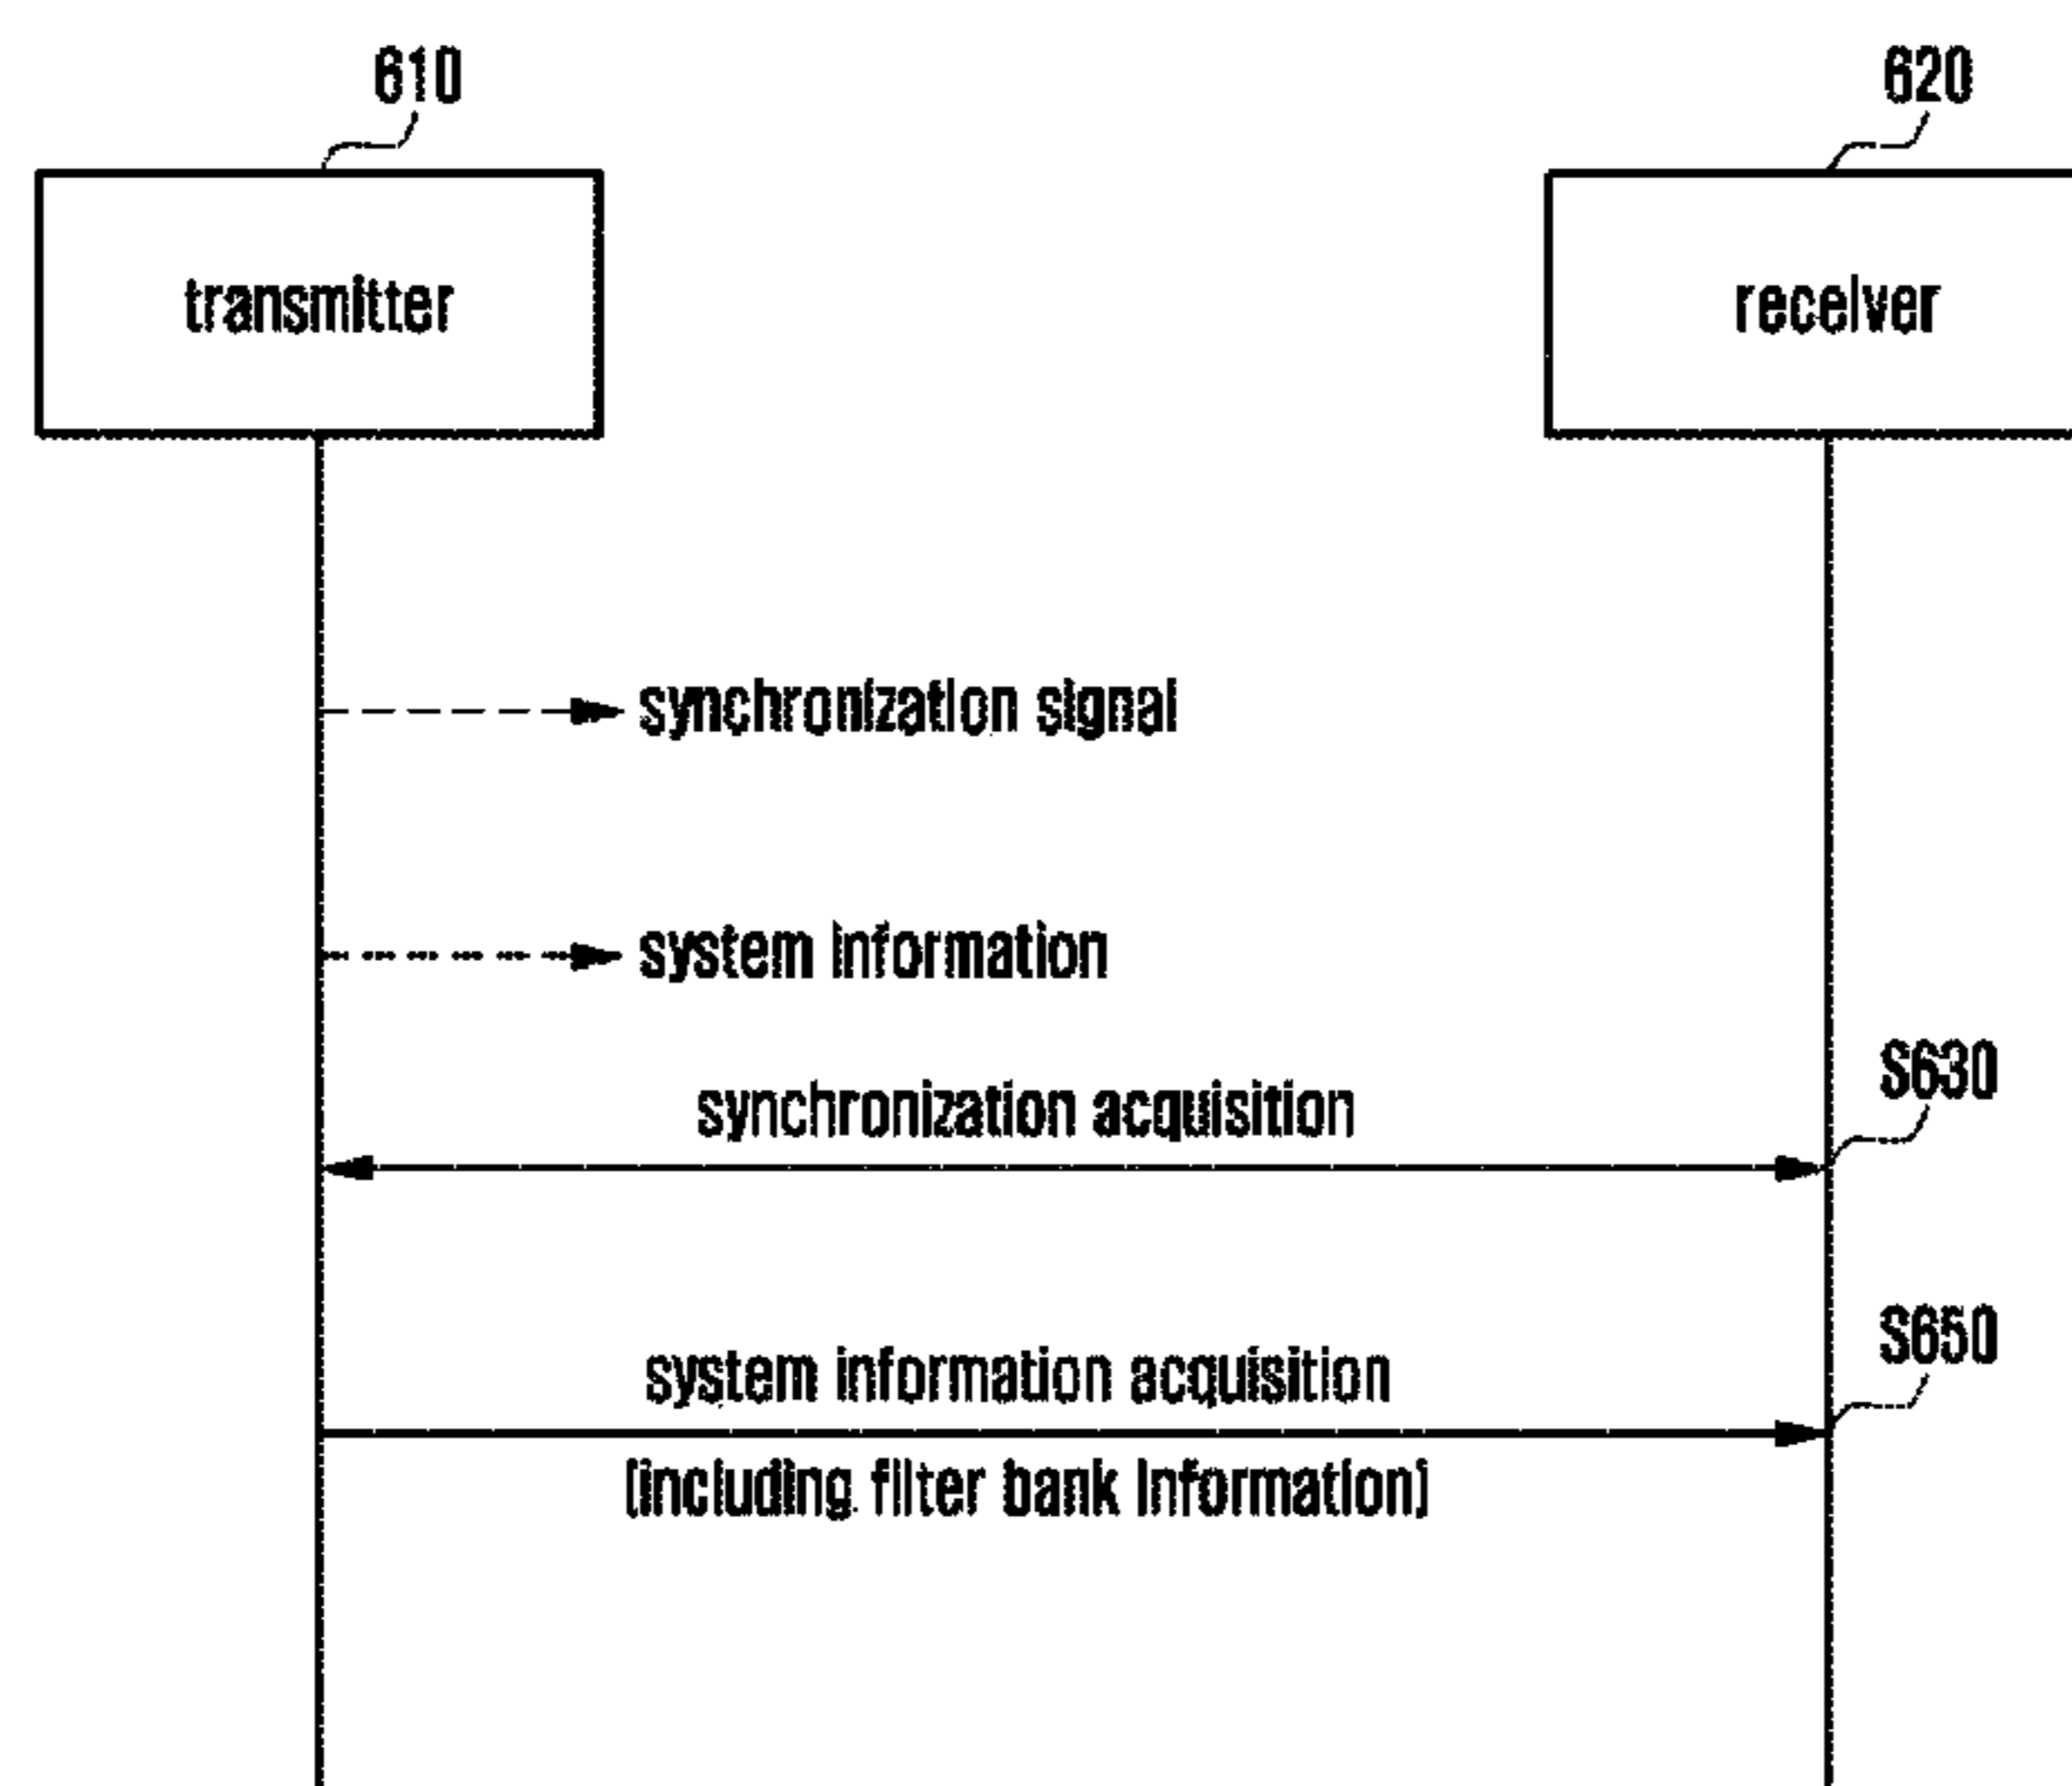 610
620
transmitter
receiver
synchronization signal
system information
synchronization acquisition
S630
system information acquisition
S650
(including filter bank information)